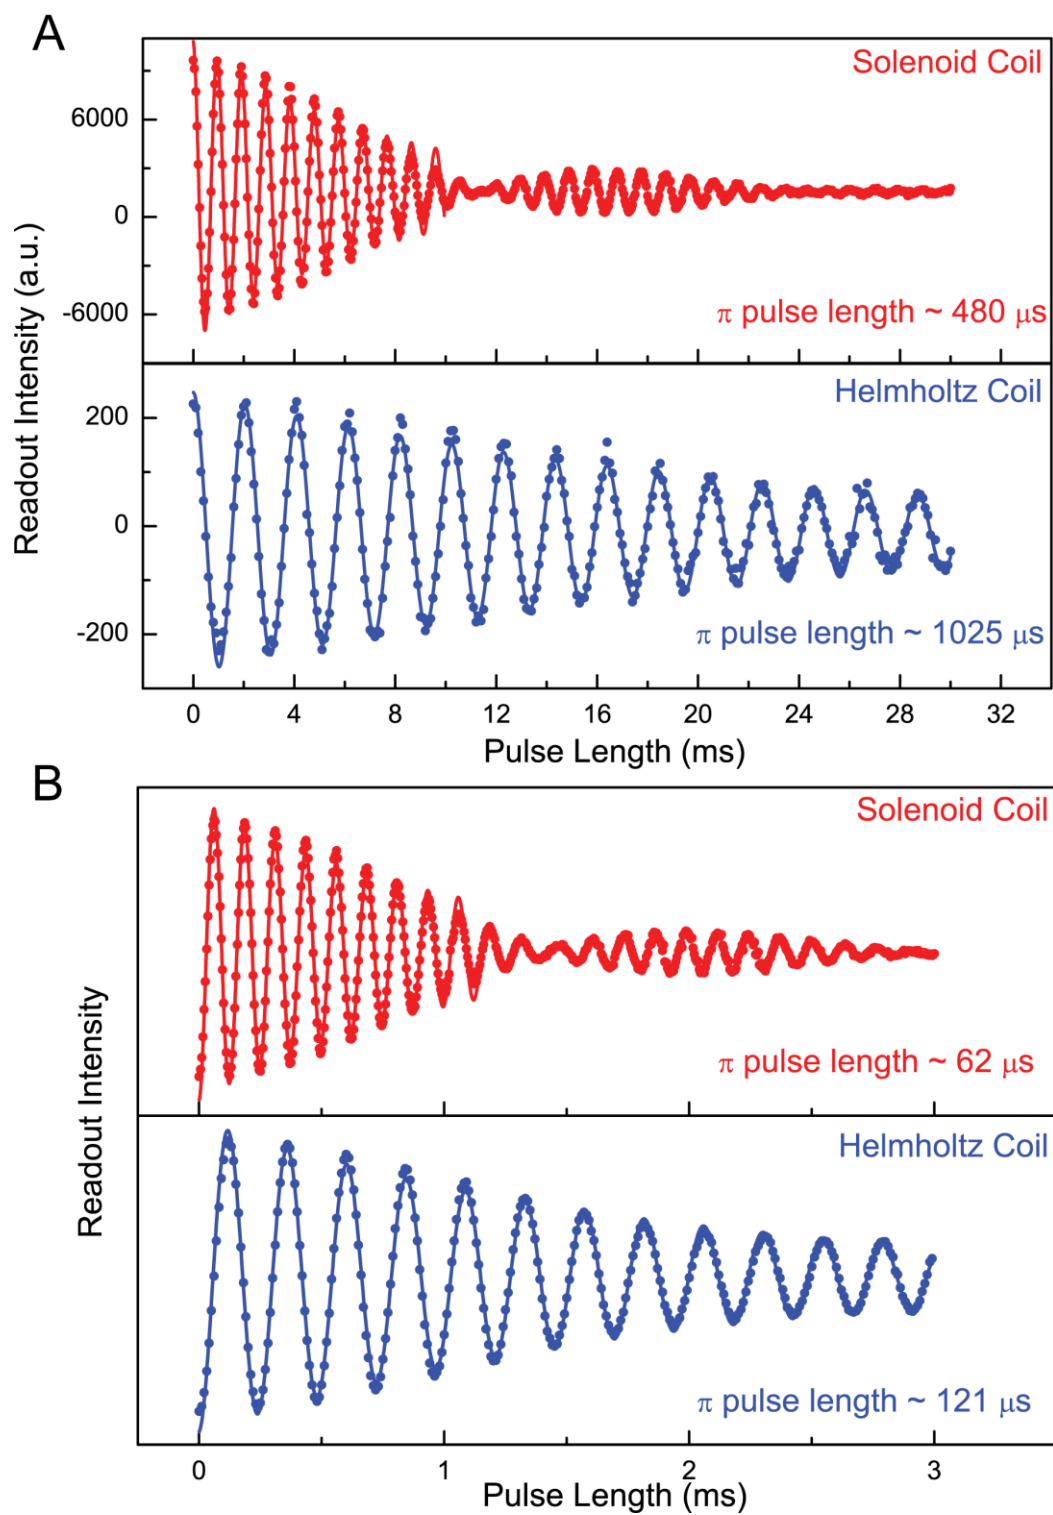 A
Solenoid Coil
6000
0
-6000
π pulse length ~ 480 μs
Readout Intensity (a.u.)
Helmholtz Coil
200
0
-200
π pulse length ~ 1025 μs
0 4 8 12 16 20 24 28 32
Pulse Length (ms)
B
Solenoid Coil
π pulse length ~ 62 μs
Readout Intensity
Helmholtz Coil
π pulse length ~ 121 μs
0 1 2 3
Pulse Length (ms)